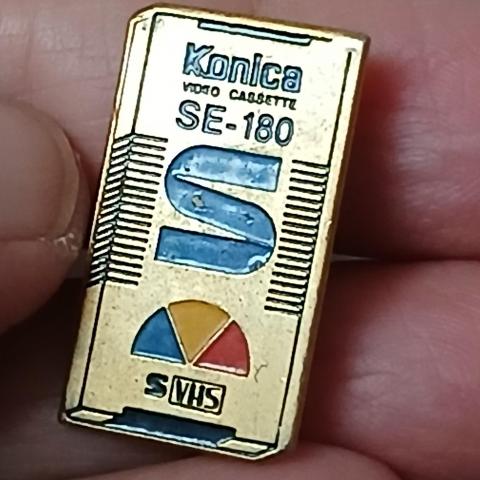 Konica
VIDEO CASSETTE
SE-180
S
S VHS